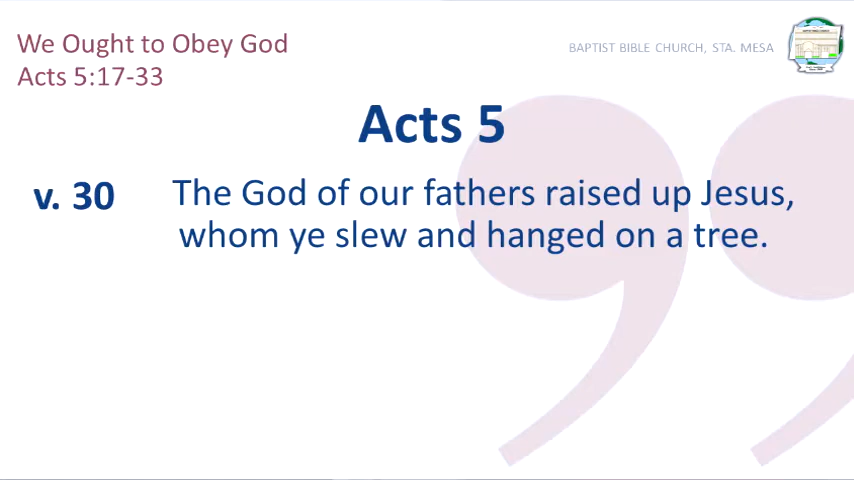 We Ought to Obey God
Acts 5:17-33
BAPTIST BIBLE CHURCH, STA. MESA
Acts 5
v. 30 The God of our fathers raised up Jesus,
whom ye slew and hanged on a tree.